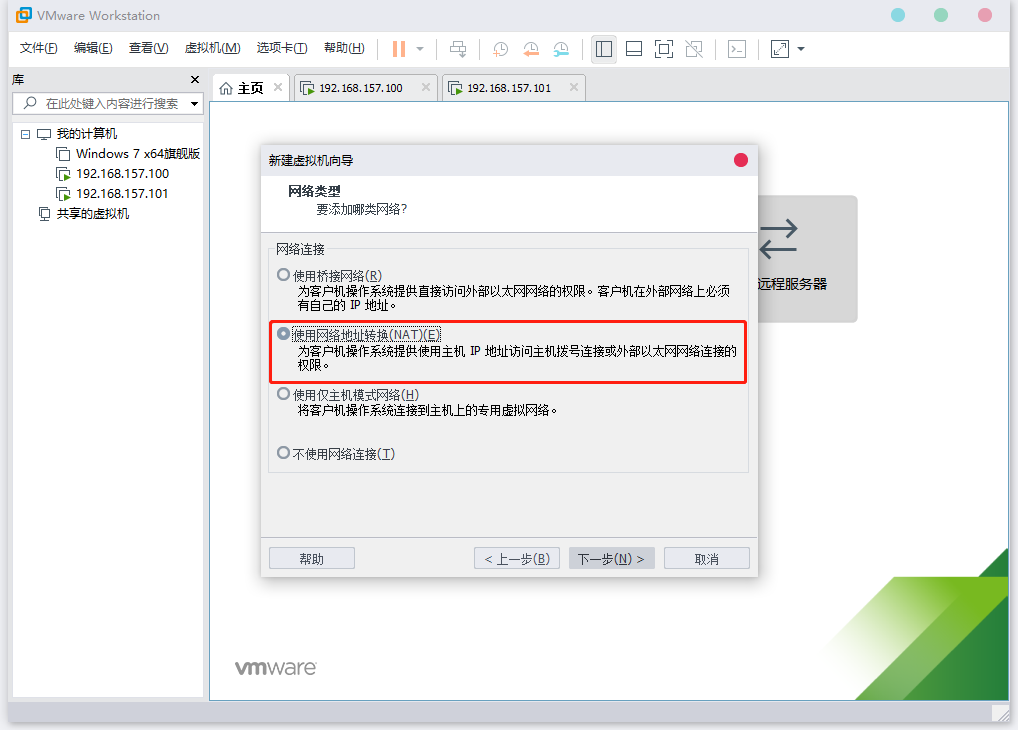 VMware Workstation
文件(F) 编辑(E) 查看(V) 虚拟机(M) 选项卡(T) 帮助(H)
库
在此处键入内容进行搜索
我的计算机
Windows 7 x64旗舰版
192.168.157.100
192.168.157.101
共享的虚拟机
主页 192.168.157.100 192.168.157.101
新建虚拟机向导
网络类型
要添加哪类网络?
网络连接
使用桥接网络(R)
为客户机操作系统提供直接访问外部以太网网络的权限。客户机在外部网络上必须
有自己的 IP 地址。
使用网络地址转换(NAT)(E)
为客户机操作系统提供使用主机 IP 地址访问主机拨号连接或外部以太网网络连接的
权限。
使用仅主机模式网络(H)
将客户机操作系统连接到主机上的专用虚拟网络。
不使用网络连接(T)
帮助 < 上一步(B) 下一步(N) > 取消
远程服务器
vmware